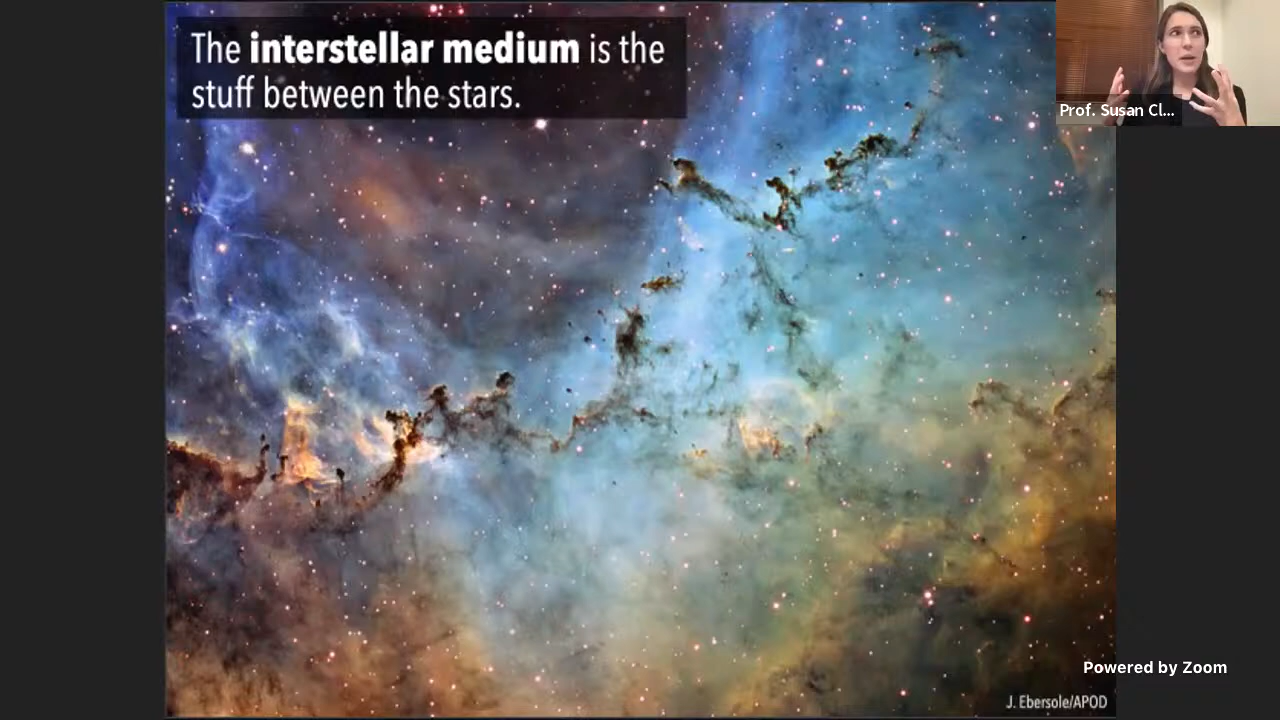 The interstellar medium is the
stuff between the stars.
Prof. Susan Cl...
Powered by Zoom
J. Ebersole/APOD